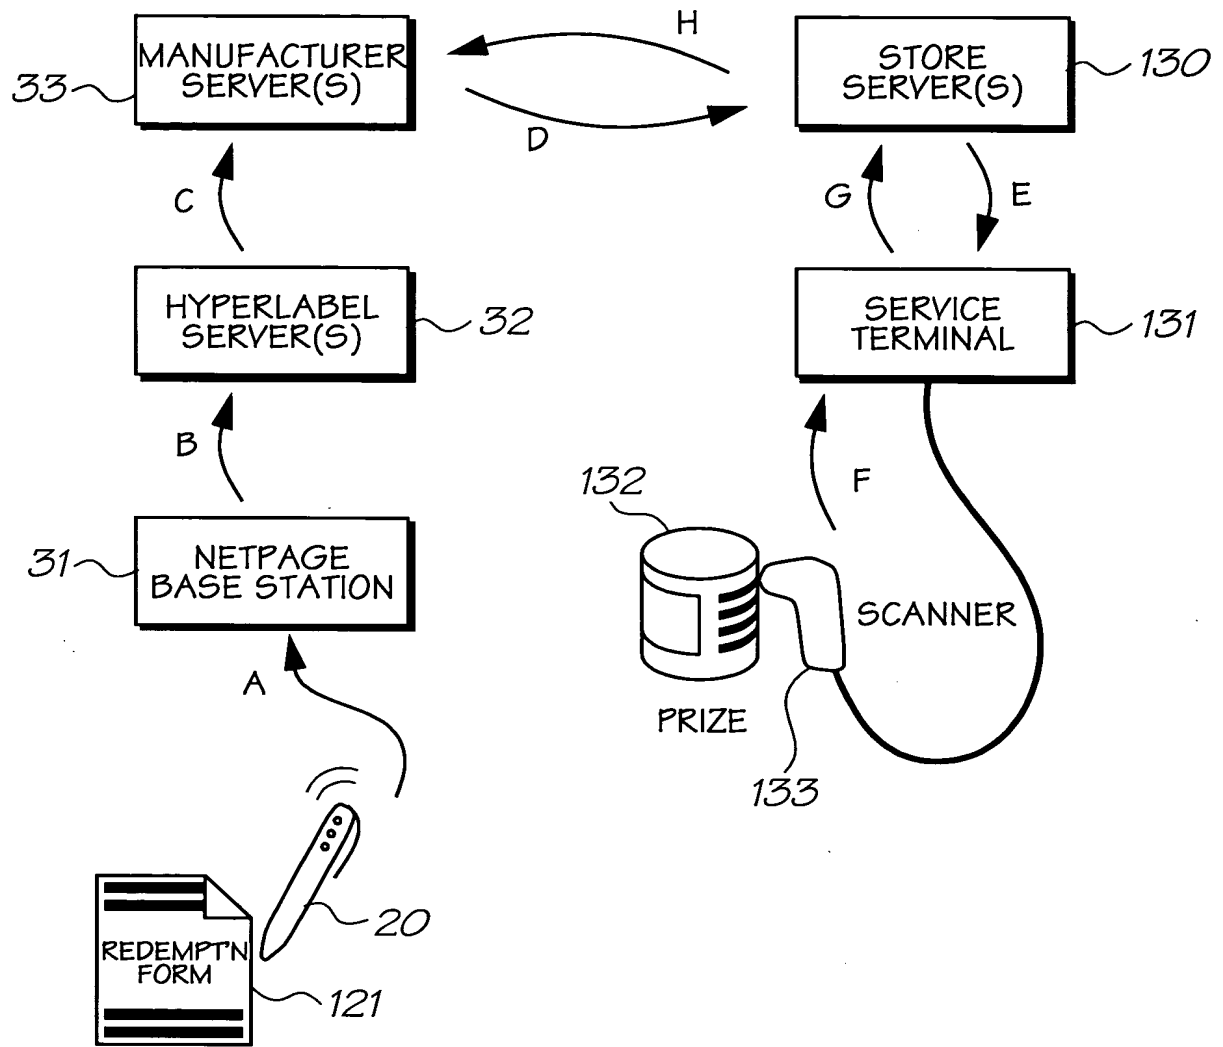 H
MANUFACTURER
SERVER(S)
33
STORE
SERVER(S)
130
D
C
G
E
HYPERLABEL
SERVER(S)
32
SERVICE
TERMINAL
131
B
F
132
NETPAGE
BASE STATION
31
SCANNER
A
PRIZE
133
20
REDEMPT'N
FORM
121